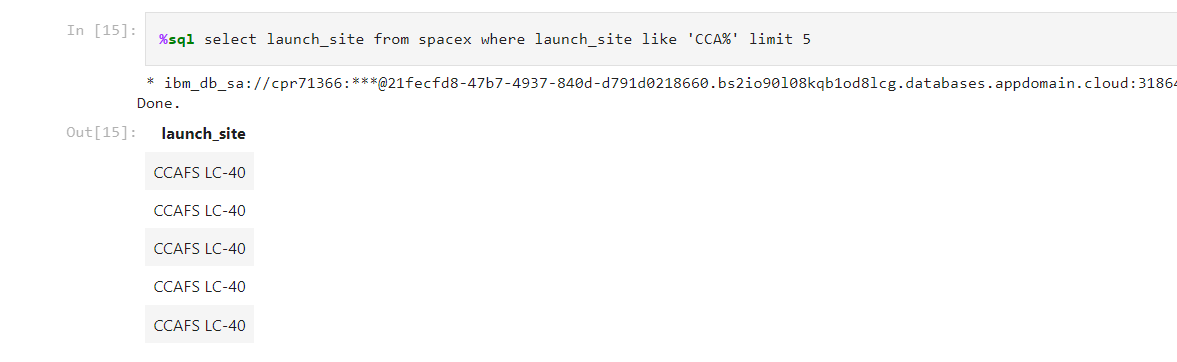 In [15]: %sql select launch_site from spacex where launch_site like 'CCA%' limit 5
* ibm_db_sa://cpr71366:***@21fecfd8-47b7-4937-840d-d791d0218660.bs2io90l08kqb1od8lcg.databases.appdomain.cloud:31864
Done.
Out[15]: launch_site
CCAFS LC-40
CCAFS LC-40
CCAFS LC-40
CCAFS LC-40
CCAFS LC-40